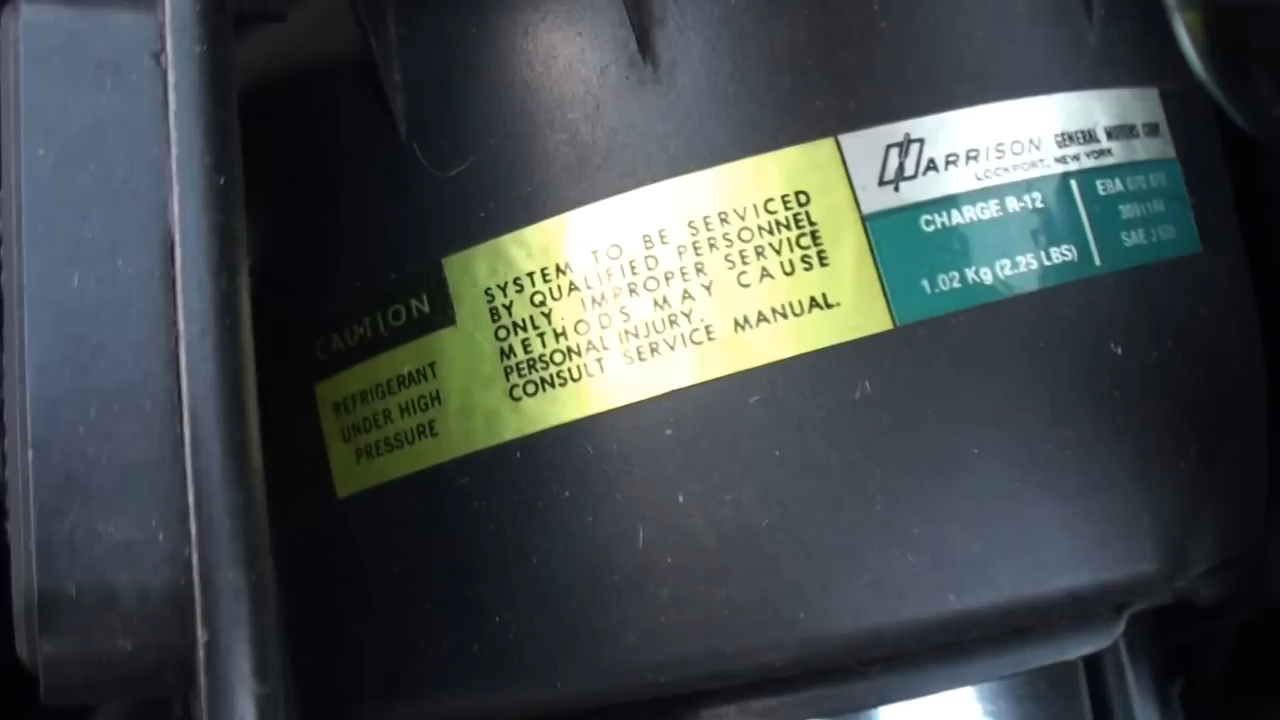 CAUTION
REFRIGERANT
UNDER HIGH
PRESSURE
SYSTEM TO BE SERVICED
BY QUALIFIED PERSONNEL
ONLY. IMPROPER SERVICE
METHODS MAY CAUSE
PERSONAL INJURY.
CONSULT SERVICE MANUAL.
HARRISON GENERAL MOTORS CORP.
LOCKPORT, NEW YORK
CHARGE R-12
1.02 Kg (2.25 LBS)
EBA
SAE